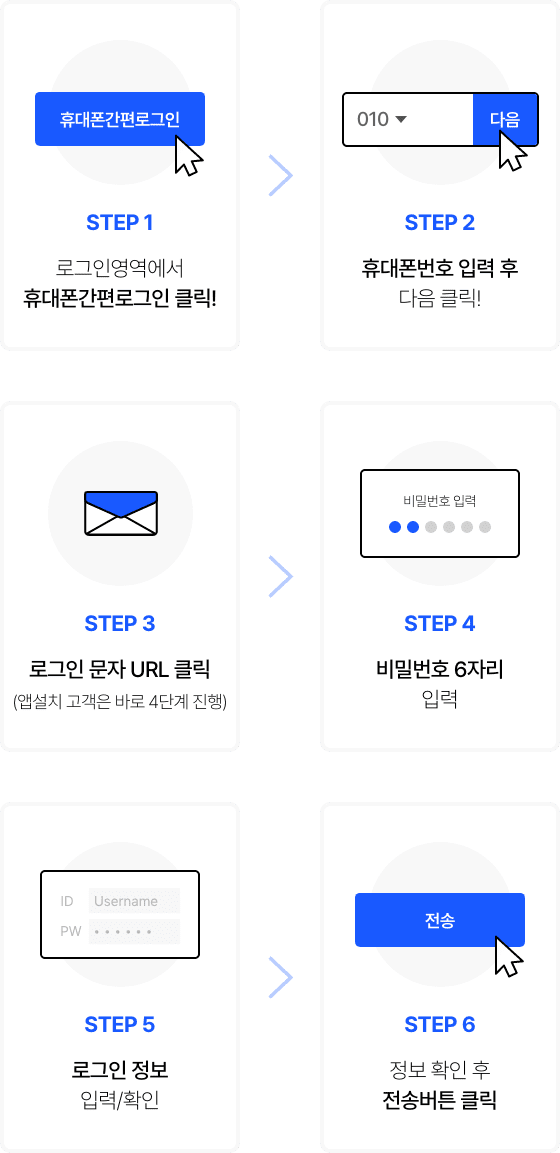 휴대폰간편로그인
STEP 1
로그인영역에서
휴대폰간편로그인 클릭!
010
다음
STEP 2
휴대폰번호 입력 후
다음 클릭!
STEP 3
로그인 문자 URL 클릭
(앱설치 고객은 바로 4단계 진행)
비밀번호 입력
STEP 4
비밀번호 6자리
입력
ID Username
PW
STEP 5
로그인 정보
입력/확인
전송
STEP 6
정보 확인 후
전송버튼 클릭